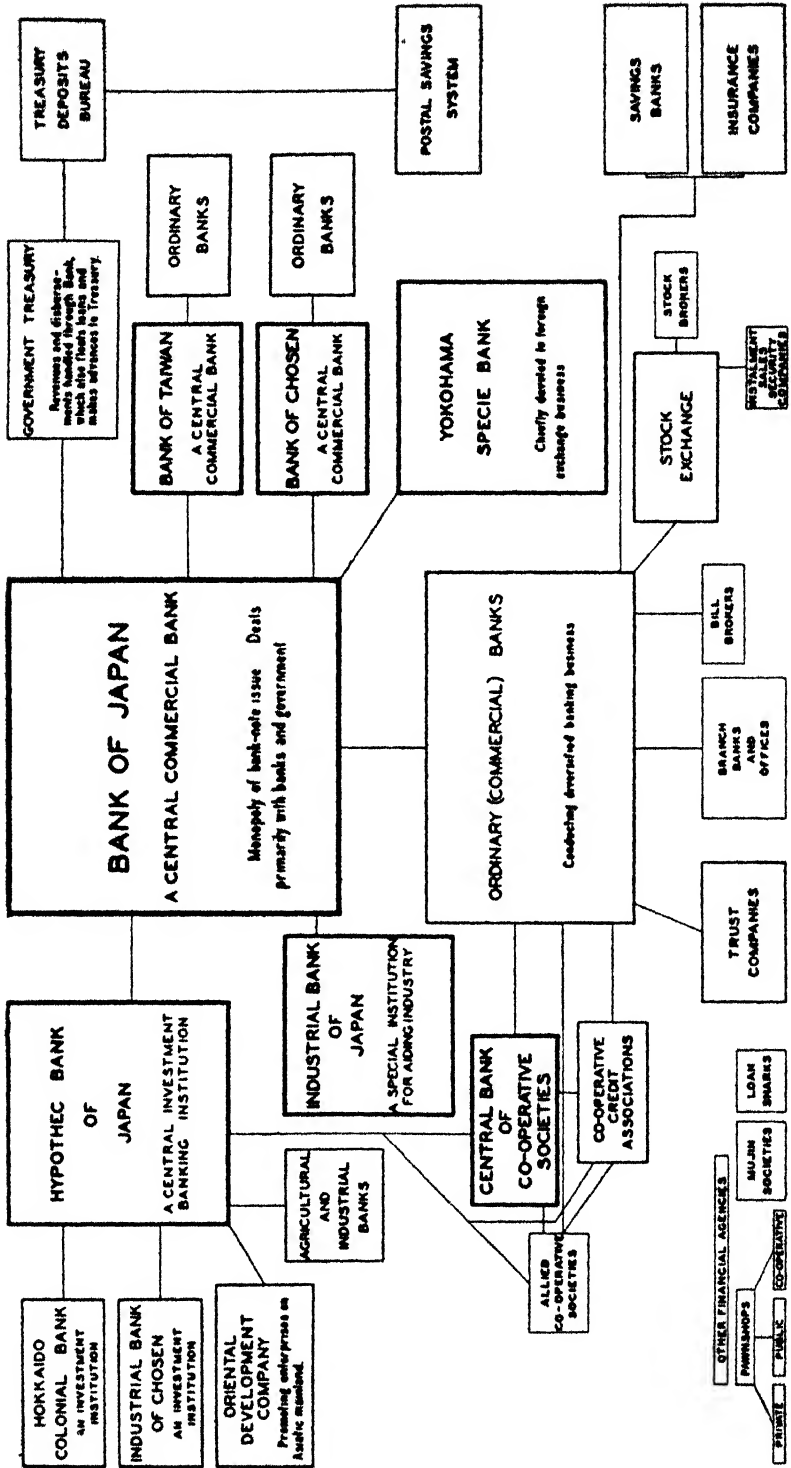 HOKKAIDO
COLONIAL BANK
AN INVESTMENT
INSTITUTION
INDUSTRIAL BANK
OF CHOSEN
AN INVESTMENT
INSTITUTION
ORIENTAL
DEVELOPMENT
COMPANY
Promoting enterprises on
Asiatic mainland.
HYPOTHEC BANK
OF
JAPAN
A CENTRAL INVESTMENT
BANKING INSTITUTION
AGRICULTURAL
AND
INDUSTRIAL BANKS
BANK OF JAPAN
A CENTRAL COMMERCIAL BANK
Monopoly of bank-note issue Deals
primarily with banks and government
INDUSTRIAL BANK
OF
JAPAN
A SPECIAL INSTITUTION
FOR AIDING INDUSTRY
GOVERNMENT TREASURY
Revenues and disburse-
ments handled through Bank,
which also floats loans and
makes advances to Treasury.
TREASURY
DEPOSITS
BUREAU
BANK OF TAIWAN
A CENTRAL
COMMERCIAL BANK
ORDINARY
BANKS
BANK OF CHOSEN
A CENTRAL
COMMERCIAL BANK
ORDINARY
BANKS
YOKOHAMA
SPECIE BANK
Chiefly devoted to foreign
exchange business
POSTAL SAVINGS
SYSTEM
CENTRAL BANK
OF
CO-OPERATIVE
SOCIETIES
ALLIED
CO-OPERATIVE
SOCIETIES
CO-OPERATIVE
CREDIT
ASSOCIATIONS
ORDINARY (COMMERCIAL) BANKS
Conducting diversified banking business
STOCK
EXCHANGE
STOCK
BROKERS
INSTALMENT
SALES
SECURITY
COMPANIES
SAVINGS
BANKS
INSURANCE
COMPANIES
TRUST
COMPANIES
BRANCH
BANKS
AND
OFFICES
BILL
BROKERS
OTHER FINANCIAL AGENCIES
PAWNSHOPS
PRIVATE
PUBLIC
CO-OPERATIVE
MUJIN
SOCIETIES
LOAN
SHARKS